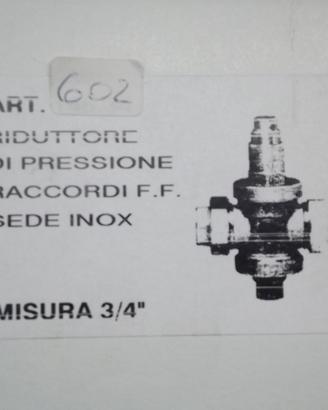 ART. 602
RIDUTTORE
DI PRESSIONE
RACCORDI F.F.
SEDE INOX
MISURA 3/4"